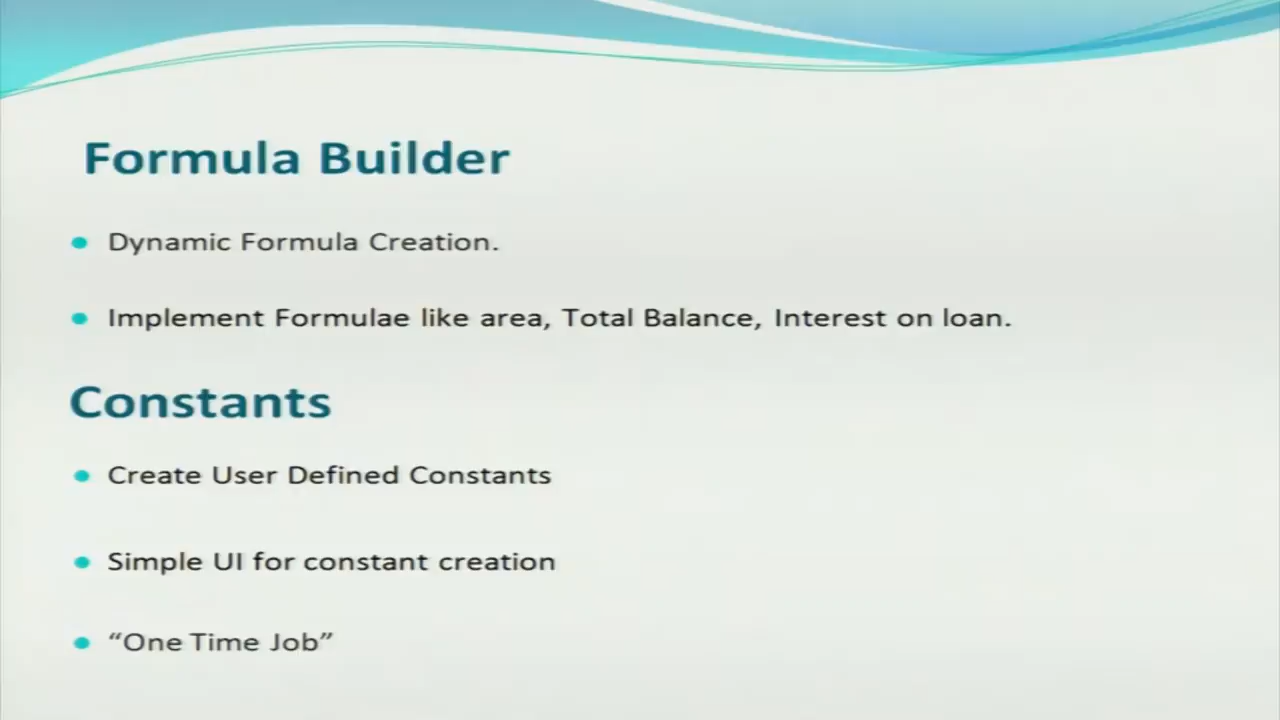 Formula Builder
Dynamic Formula Creation.
Implement Formulae like area, Total Balance, Interest on loan.
Constants
Create User Defined Constants
Simple UI for constant creation
“One Time Job”